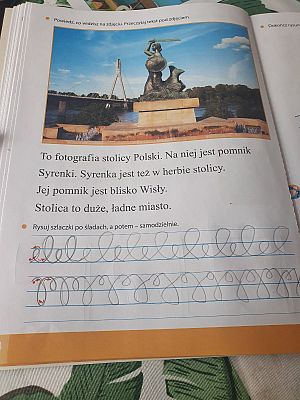 Powiedz, co widzisz na zdjęciu. Przeczytaj tekst pod zdjęciem.
To fotografia stolicy Polski. Na niej jest pomnik
Syrenki. Syrenka jest też w herbie stolicy.
Jej pomnik jest blisko Wisły.
Stolica to duże, ładne miasto.
Rysuj szlaczki po śladach, a potem – samodzielnie.